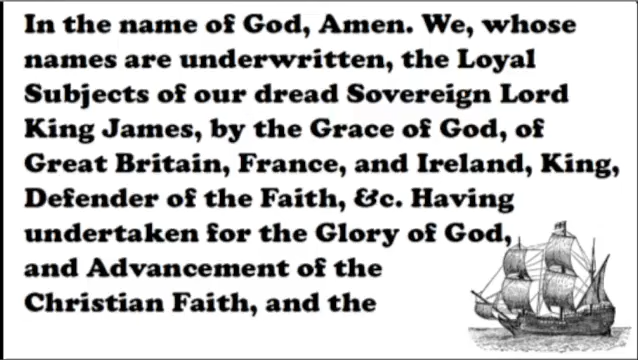 In the name of God, Amen. We, whose
names are underwritten, the Loyal
Subjects of our dread Sovereign Lord
King James, by the Grace of God, of
Great Britain, France, and Ireland, King,
Defender of the Faith, &c. Having
undertaken for the Glory of God,
and Advancement of the
Christian Faith, and the